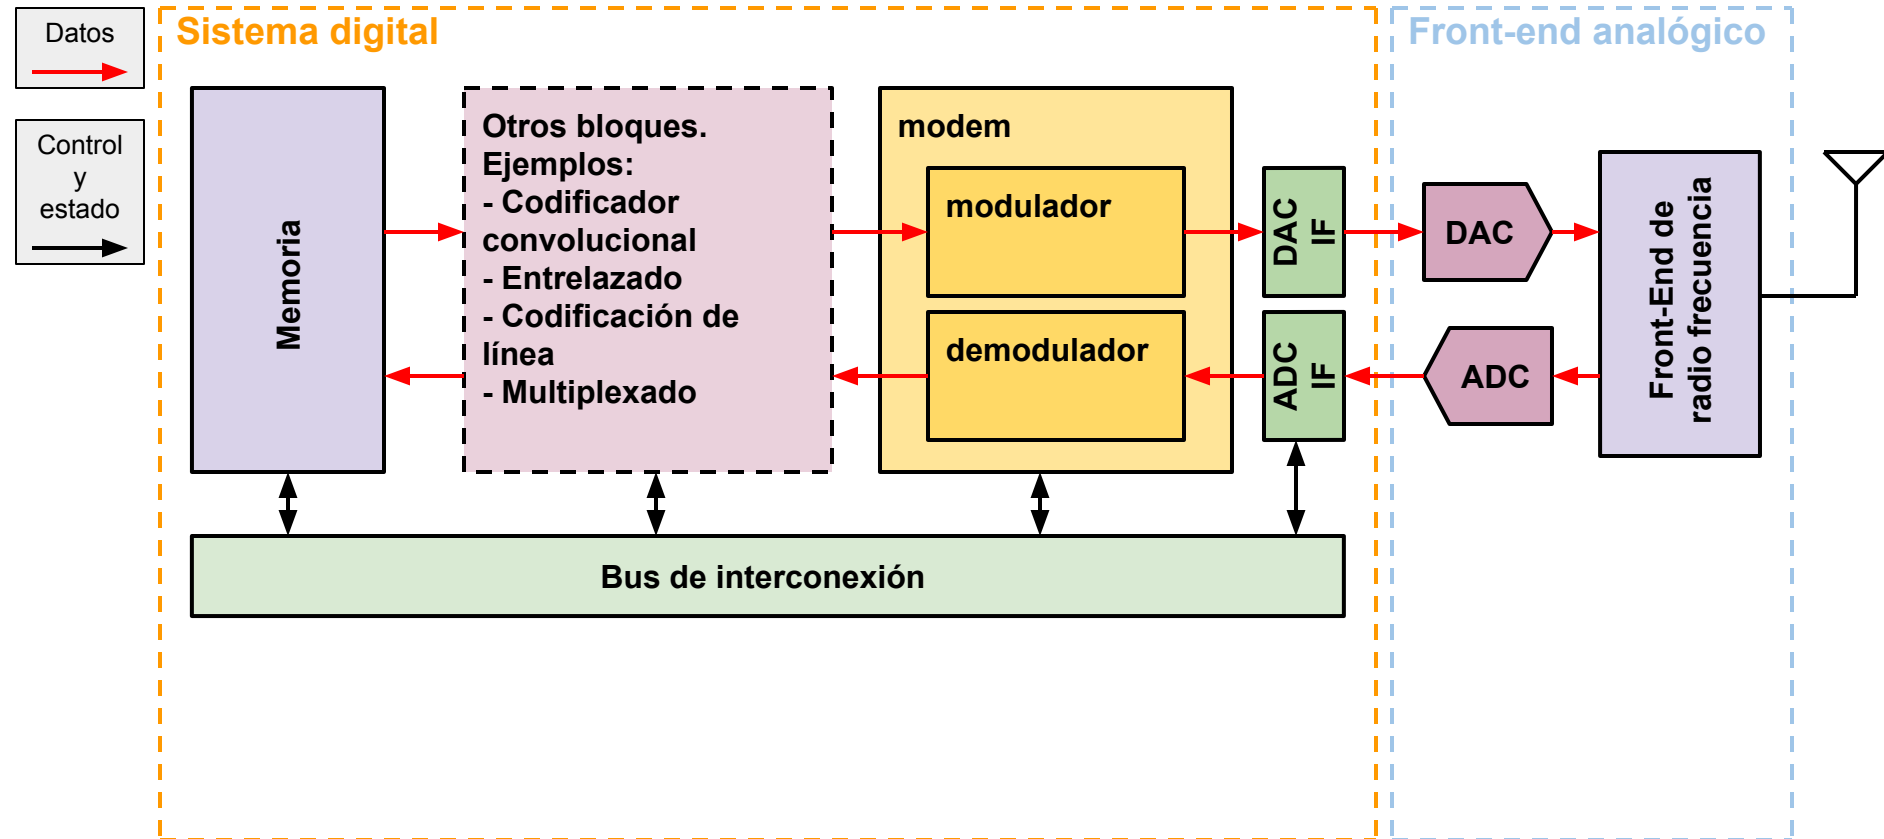 Datos
Control
y
estado
Sistema digital
Front-end analógico
Memoria
Otros bloques.
Ejemplos:
- Codificador
convolucional
- Entrelazado
- Codificación de
línea
- Multiplexado
modem
modulador
demodulador
DAC
IF
ADC
IF
DAC
ADC
Front-End de
radio frecuencia
Bus de interconexión